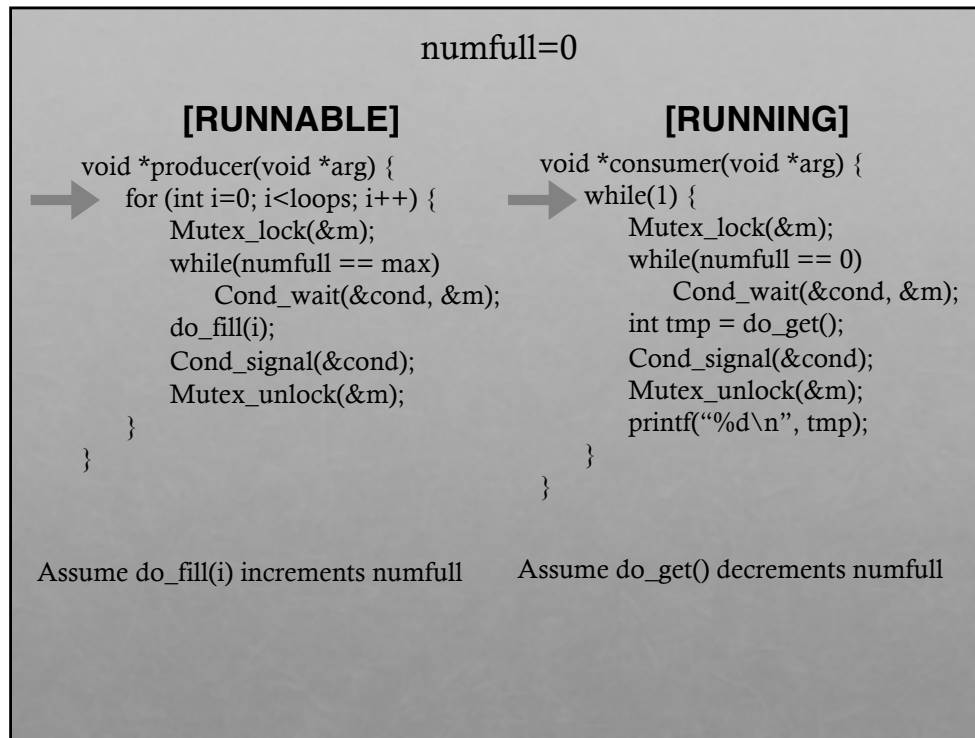 numfull=0
[RUNNABLE]
void *producer(void *arg) {
for (int i=0; i<loops; i++) {
Mutex_lock(&m);
while(numfull == max)
Cond_wait(&cond, &m);
do_fill(i);
Cond_signal(&cond);
Mutex_unlock(&m);
}
}
Assume do_fill(i) increments numfull
[RUNNING]
void *consumer(void *arg) {
while(1) {
Mutex_lock(&m);
while(numfull == 0)
Cond_wait(&cond, &m);
int tmp = do_get();
Cond_signal(&cond);
Mutex_unlock(&m);
printf(“%d\n”, tmp);
}
}
Assume do_get() decrements numfull